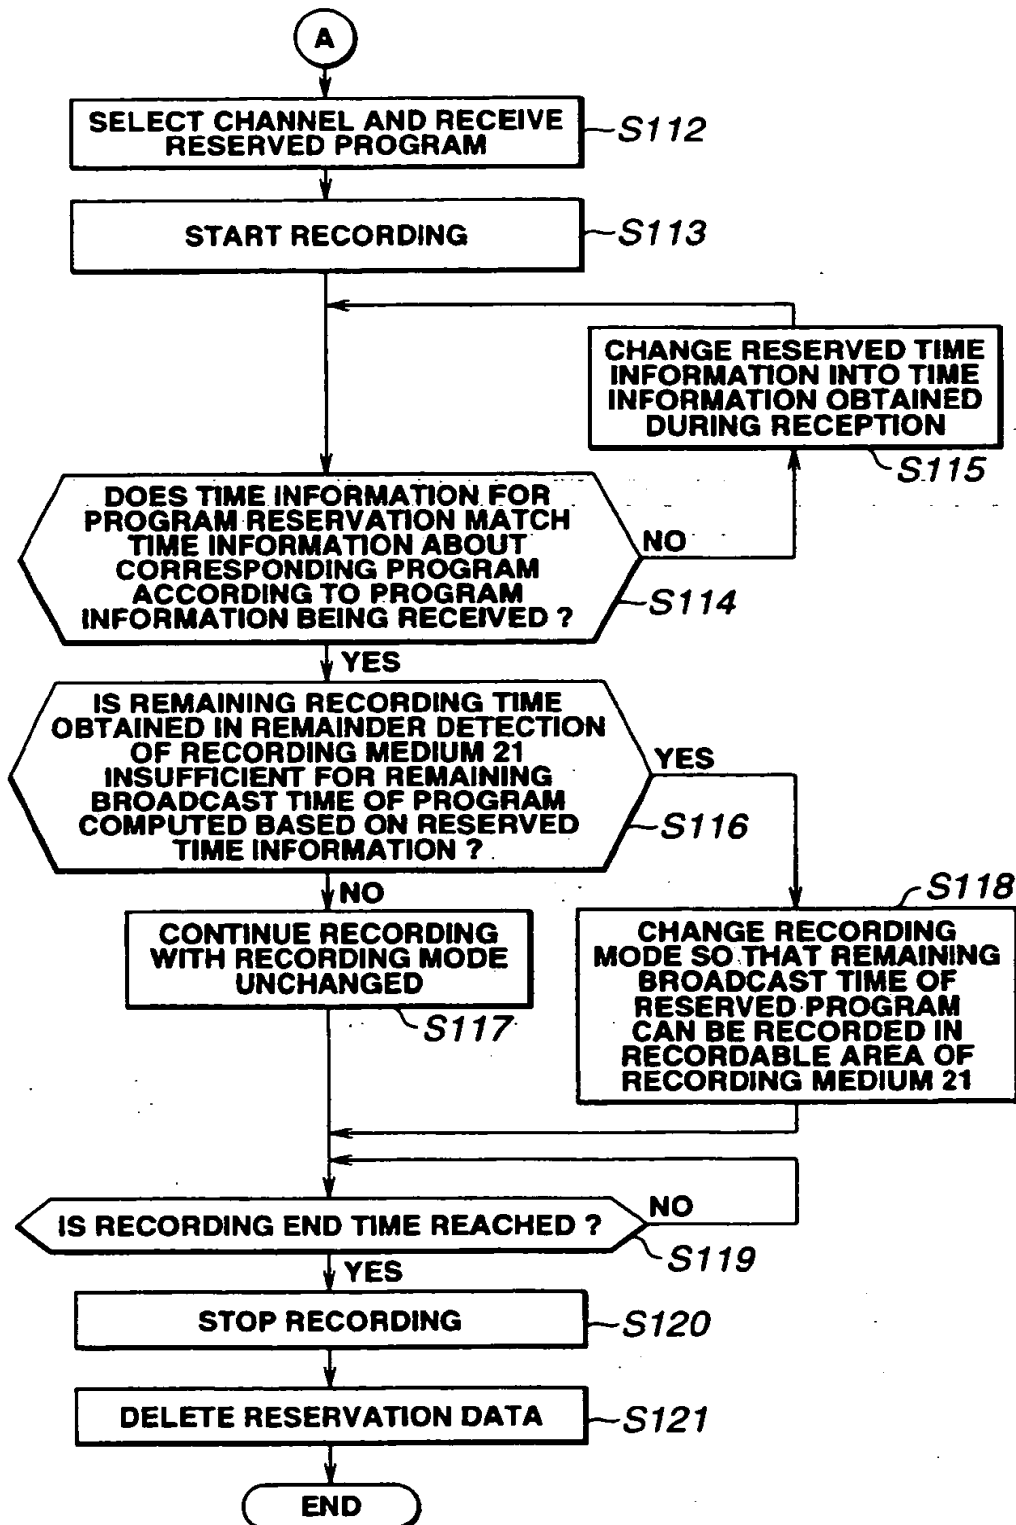 A
SELECT CHANNEL AND RECEIVE
RESERVED PROGRAM
S112
START RECORDING
S113
CHANGE RESERVED TIME
INFORMATION INTO TIME
INFORMATION OBTAINED
DURING RECEPTION
S115
DOES TIME INFORMATION FOR
PROGRAM RESERVATION MATCH
TIME INFORMATION ABOUT
CORRESPONDING PROGRAM
ACCORDING TO PROGRAM
INFORMATION BEING RECEIVED ?
NO
S114
YES
IS REMAINING RECORDING TIME
OBTAINED IN REMAINDER DETECTION
OF RECORDING MEDIUM 21
INSUFFICIENT FOR REMAINING
BROADCAST TIME OF PROGRAM
COMPUTED BASED ON RESERVED
TIME INFORMATION ?
YES
S116
NO
CONTINUE RECORDING
WITH RECORDING MODE
UNCHANGED
S117
S118
CHANGE RECORDING
MODE SO THAT REMAINING
BROADCAST TIME OF
RESERVED PROGRAM
CAN BE RECORDED IN
RECORDABLE AREA OF
RECORDING MEDIUM 21
IS RECORDING END TIME REACHED ?
NO
S119
YES
STOP RECORDING
S120
DELETE RESERVATION DATA
S121
END